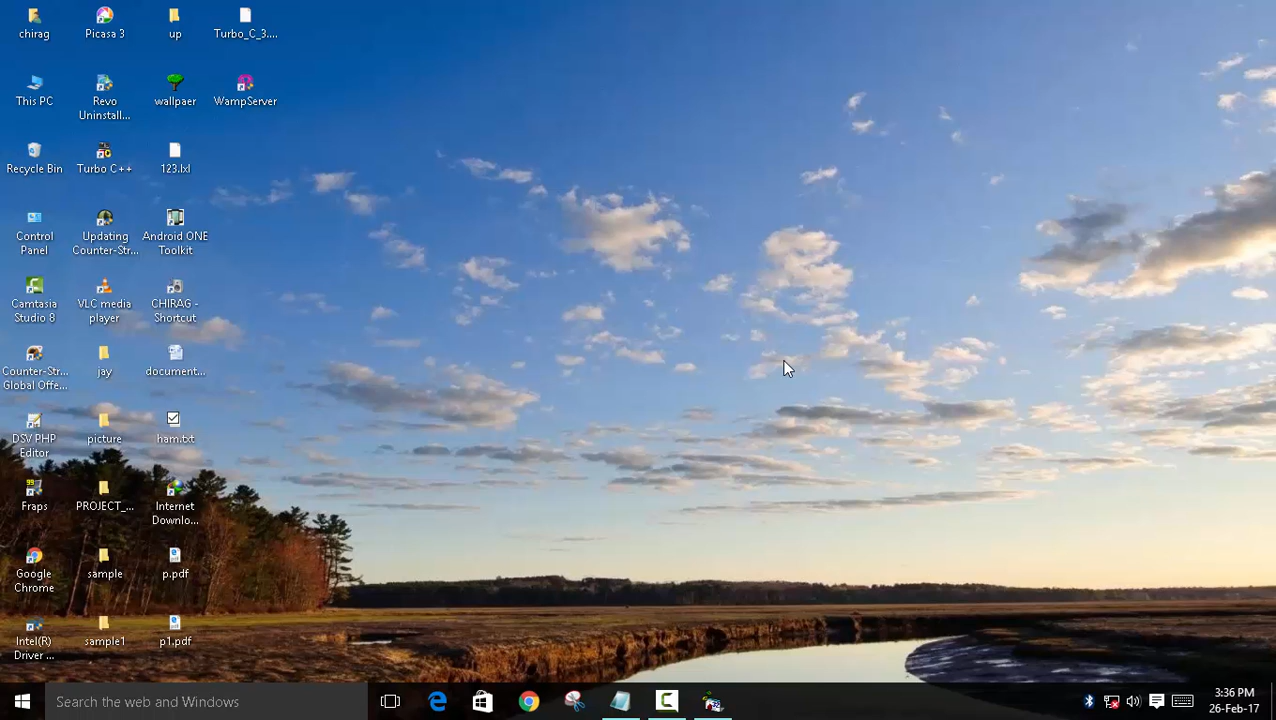 chirag
Picasa 3
up
Turbo_C_3....
This PC
Revo
Uninstall...
wallpaer
WampServer
Recycle Bin
Turbo C++
123.lxl
Control
Panel
Updating
Counter-Str...
Android ONE
Toolkit
Camtasia
Studio 8
VLC media
player
CHIRAG -
Shortcut
Counter-Str...
Global Offe...
jay
document...
DSV PHP
Editor
picture
ham.txt
Fraps
PROJECT_...
Internet
Downlo...
Google
Chrome
sample
p.pdf
Intel(R)
Driver ...
sample1
p1.pdf
Search the web and Windows
3:36 PM
26-Feb-17